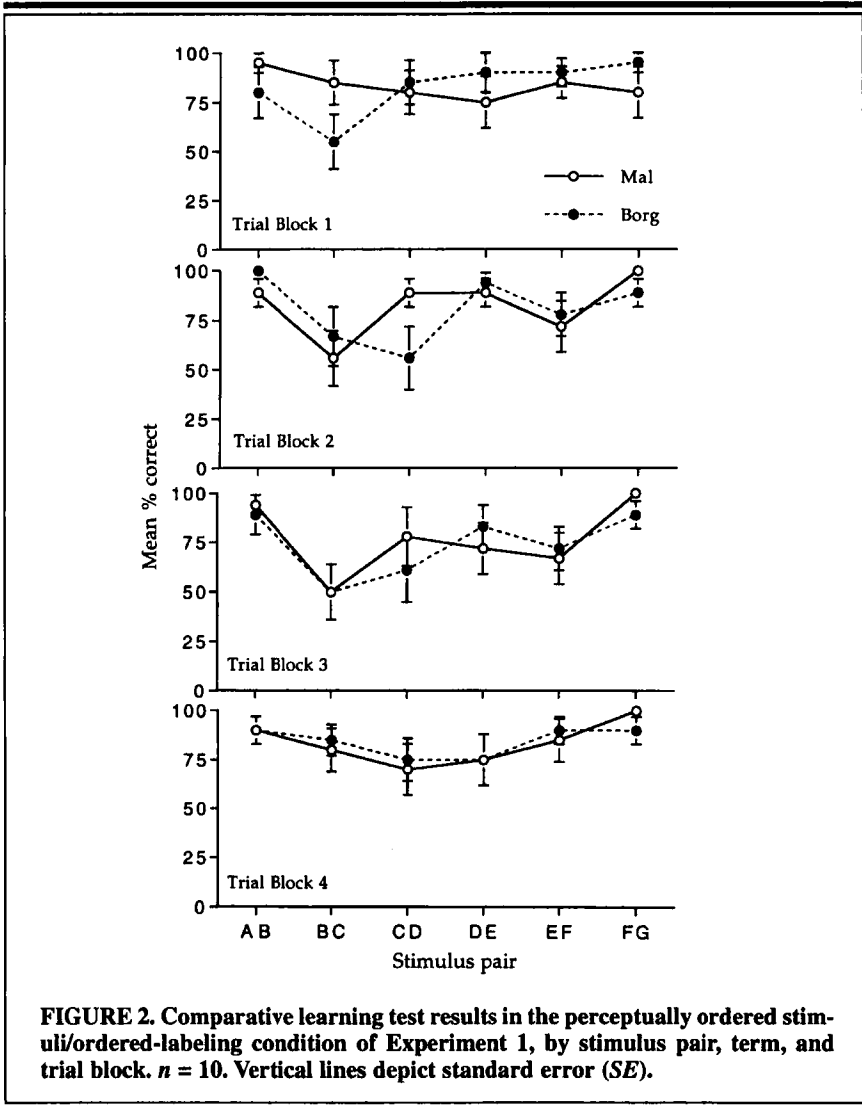 100
75
50
25
0
Trial Block 1
Mal
Borg
100
75
50
25
0
Trial Block 2
Mean % correct
100
75
50
25
0
Trial Block 3
100
75
50
25
0
Trial Block 4
AB BC CD DE EF FG
Stimulus pair
FIGURE 2. Comparative learning test results in the perceptually ordered stim-
uli/ordered-labeling condition of Experiment 1, by stimulus pair, term, and
trial block. n = 10. Vertical lines depict standard error (SE).